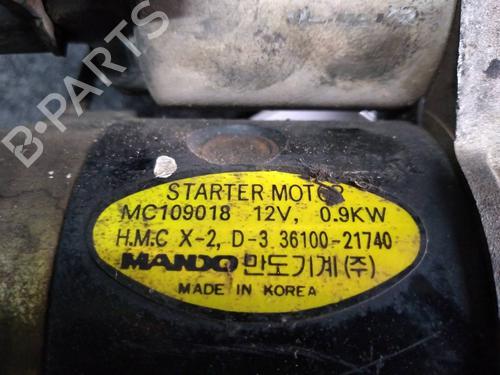 B-PARTS
STARTER MOTOR
MC109018 12V, 0.9KW
H.M.C X-2, D-3 36100-21740
MANDO 만도기계(주)
MADE IN KOREA